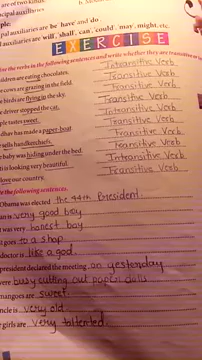 are of two kinds:
ncipal auxiliaries
ple:
ipal auxiliaries are be have and do.
l auxiliaries are will, shall, can, could, may, might, etc.
EXERCISE
the verbs in the following sentences and write whether they are transitive or
children are eating chocolates. Intransitive Verb
cows are grazing in the field. Transitive Verb
birds are flying in the sky. Intransitive Verb
driver stopped the car. Transitive Verb
ple tastes sweet. Intransitive Verb
dhar has made a paper-boat. Transitive Verb
sells handkerchiefs. Transitive Verb
baby was hiding under the bed. Intransitive Verb
is looking very beautiful. Transitive Verb
love our country. Transitive Verb
the following sentences.
Obama was elected the 44th President.
is very good boy
was very honest boy
goes to a shop
doctor is like a god.
president declared the meeting on yesterday
were busy cutting out paper dolls
mangoes are sweet.
ncle is very old
girls are very tallented.